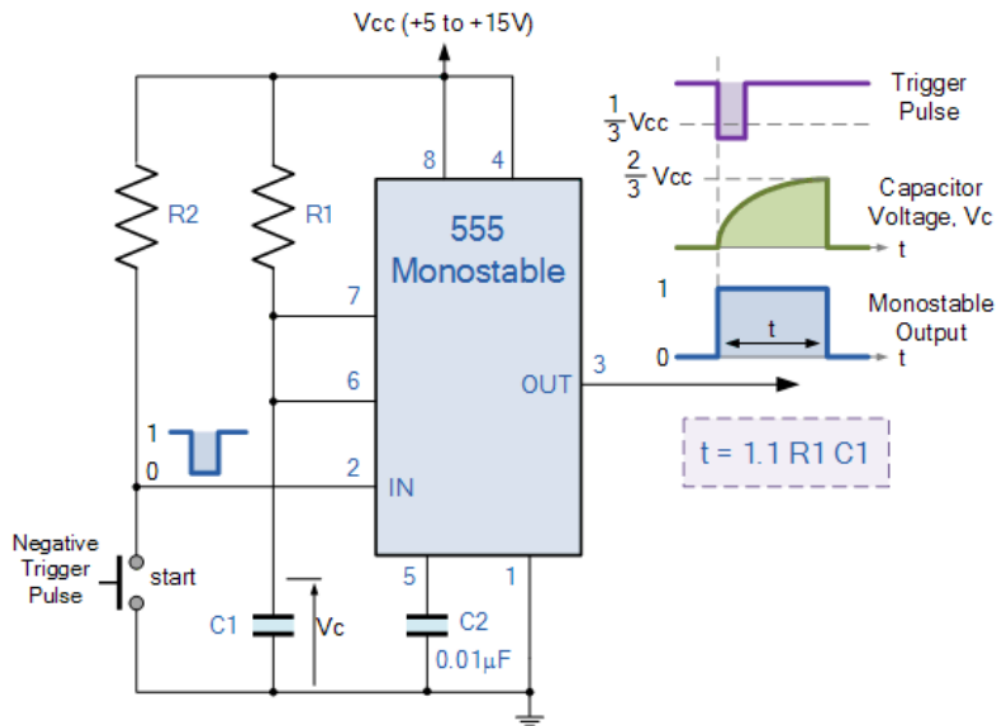 Vcc (+5 to +15V)
R2
R1
8
4
555
Monostable
7
6
3
OUT
2
IN
1
0
Negative
Trigger
Pulse
start
5
1
C1
Vc
C2
0.01µF
Trigger
Pulse
1/3 Vcc
2/3 Vcc
Capacitor
Voltage, Vc
t
1
Monostable
Output
t
0
t
t = 1.1 R1 C1